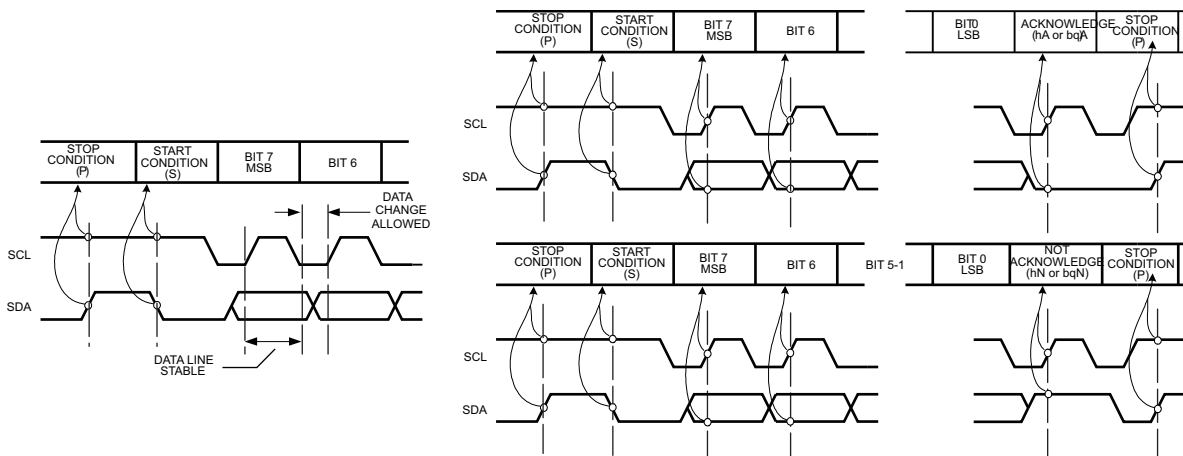 STOP
CONDITION
(P)
START
CONDITION
(S)
BIT 7
MSB
BIT 6
DATA
CHANGE
ALLOWED
SCL
SDA
DATA LINE
STABLE
STOP
CONDITION
(P)
START
CONDITION
(S)
BIT 7
MSB
BIT 6
BIT0
LSB
ACKNOWLEDGE
(hA or bqA)
STOP
CONDITION
(P)
SCL
SDA
STOP
CONDITION
(P)
START
CONDITION
(S)
BIT 7
MSB
BIT 6
BIT 5-1
BIT 0
LSB
NOT
ACKNOWLEDGE
(hN or bqN)
STOP
CONDITION
(P)
SCL
SDA